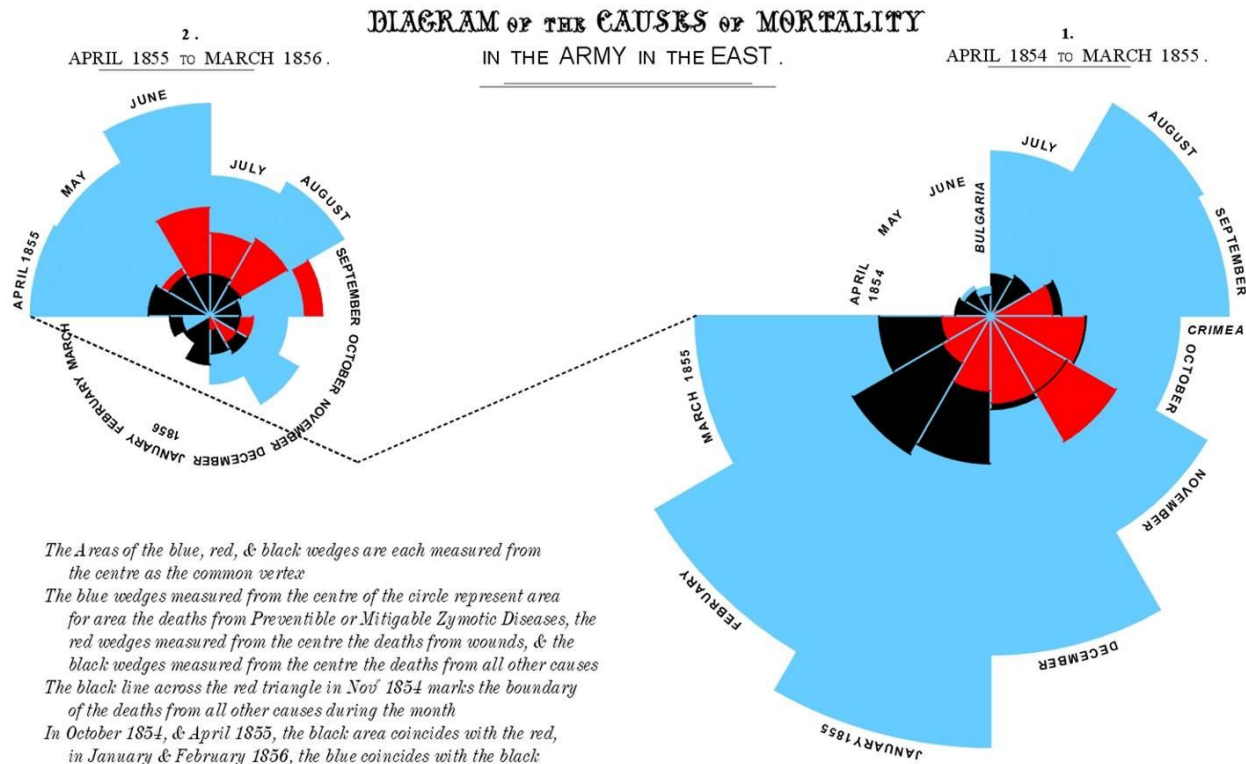 DIAGRAM OF THE CAUSES OF MORTALITY
IN THE ARMY IN THE EAST.
2.
APRIL 1855 TO MARCH 1856.
1.
APRIL 1854 TO MARCH 1855.
APRIL 1855
MAY
JUNE
JULY
AUGUST
SEPTEMBER
OCTOBER
NOVEMBER
DECEMBER
JANUARY
1856
FEBRUARY
MARCH
APRIL
1854
MAY
JUNE
BULGARIA
JULY
AUGUST
SEPTEMBER
CRIMEA
OCTOBER
NOVEMBER
DECEMBER
JANUARY 1855
FEBRUARY
MARCH 1855
The Areas of the blue, red, & black wedges are each measured from
the centre as the common vertex
The blue wedges measured from the centre of the circle represent area
for area the deaths from Preventible or Mitigable Zymotic Diseases, the
red wedges measured from the centre the deaths from wounds, & the
black wedges measured from the centre the deaths from all other causes
The black line across the red triangle in Nov' 1854 marks the boundary
of the deaths from all other causes during the month
In October 1854, & April 1855, the black area coincides with the red,
in January & February 1856, the blue coincides with the black